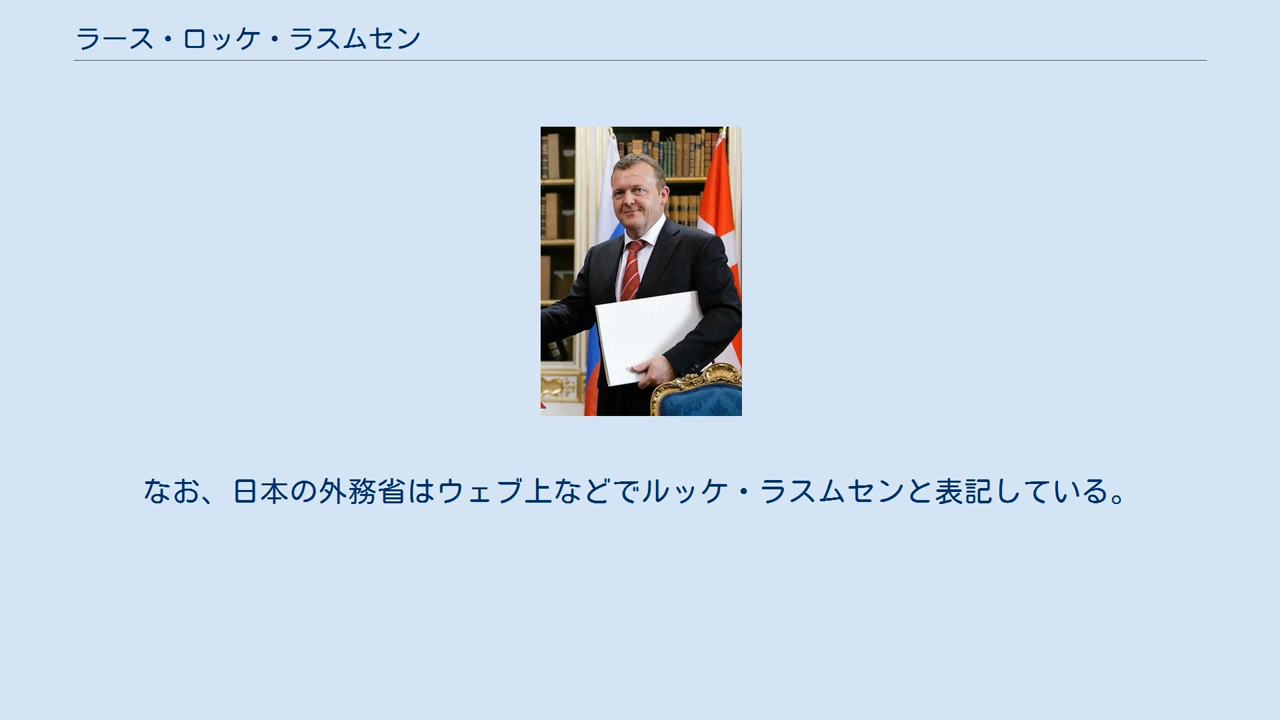 ラース・ロッケ・ラスムセン
なお、日本の外務省はウェブ上などでルッケ・ラスムセンと表記している。